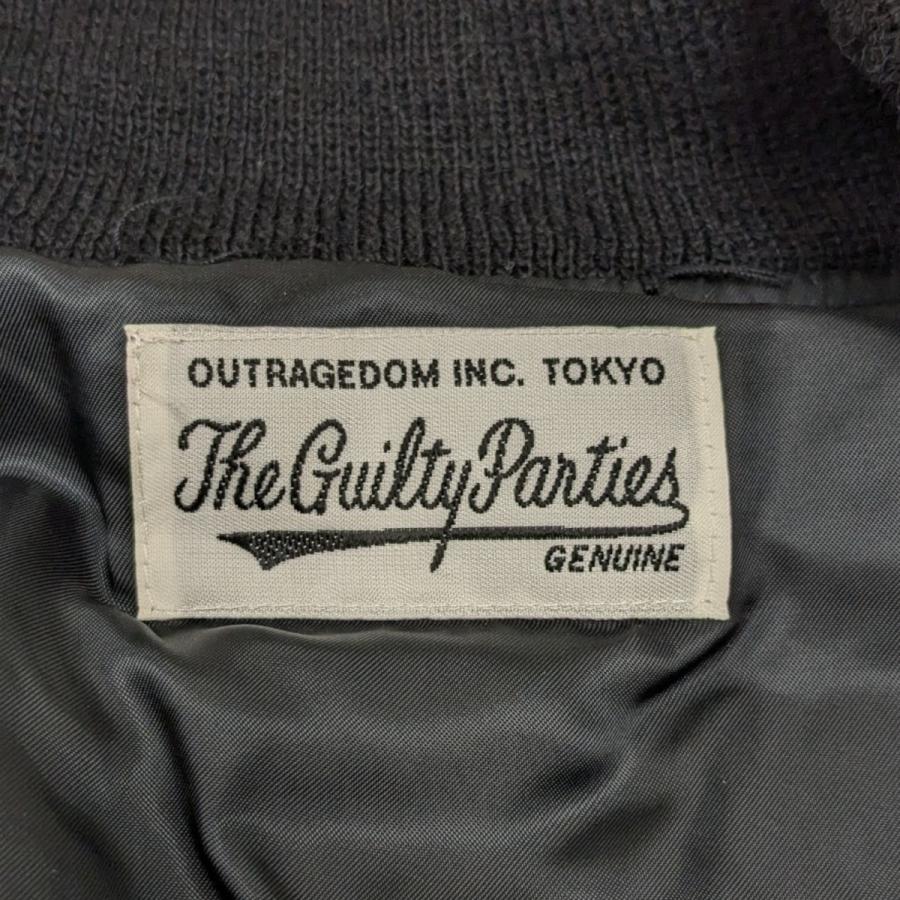 OUTRAGEDOM INC. TOKYO
The Guilty Parties
GENUINE